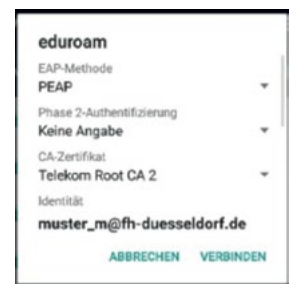 eduroam
EAP-Methode
PEAP
Phase 2-Authentifizierung
Keine Angabe
CA-Zertifikat
Telekom Root CA 2
Identität
muster_m@fh-duesseldorf.de
ABBRECHEN VERBINDEN